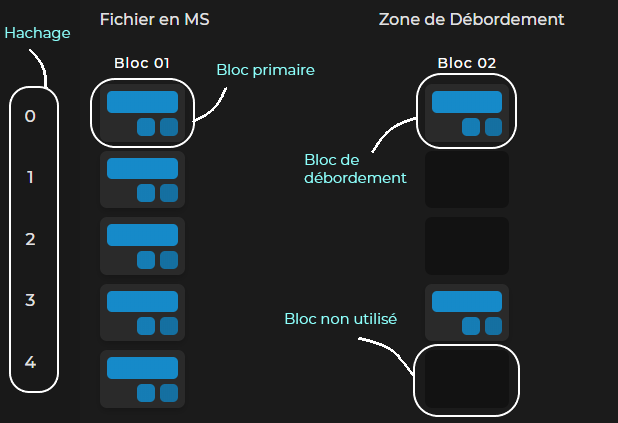 Fichier en MS
Zone de Débordement
Hachage
Bloc 01
Bloc 02
Bloc primaire
0
Bloc de
débordement
1
2
3
Bloc non utilisé
4